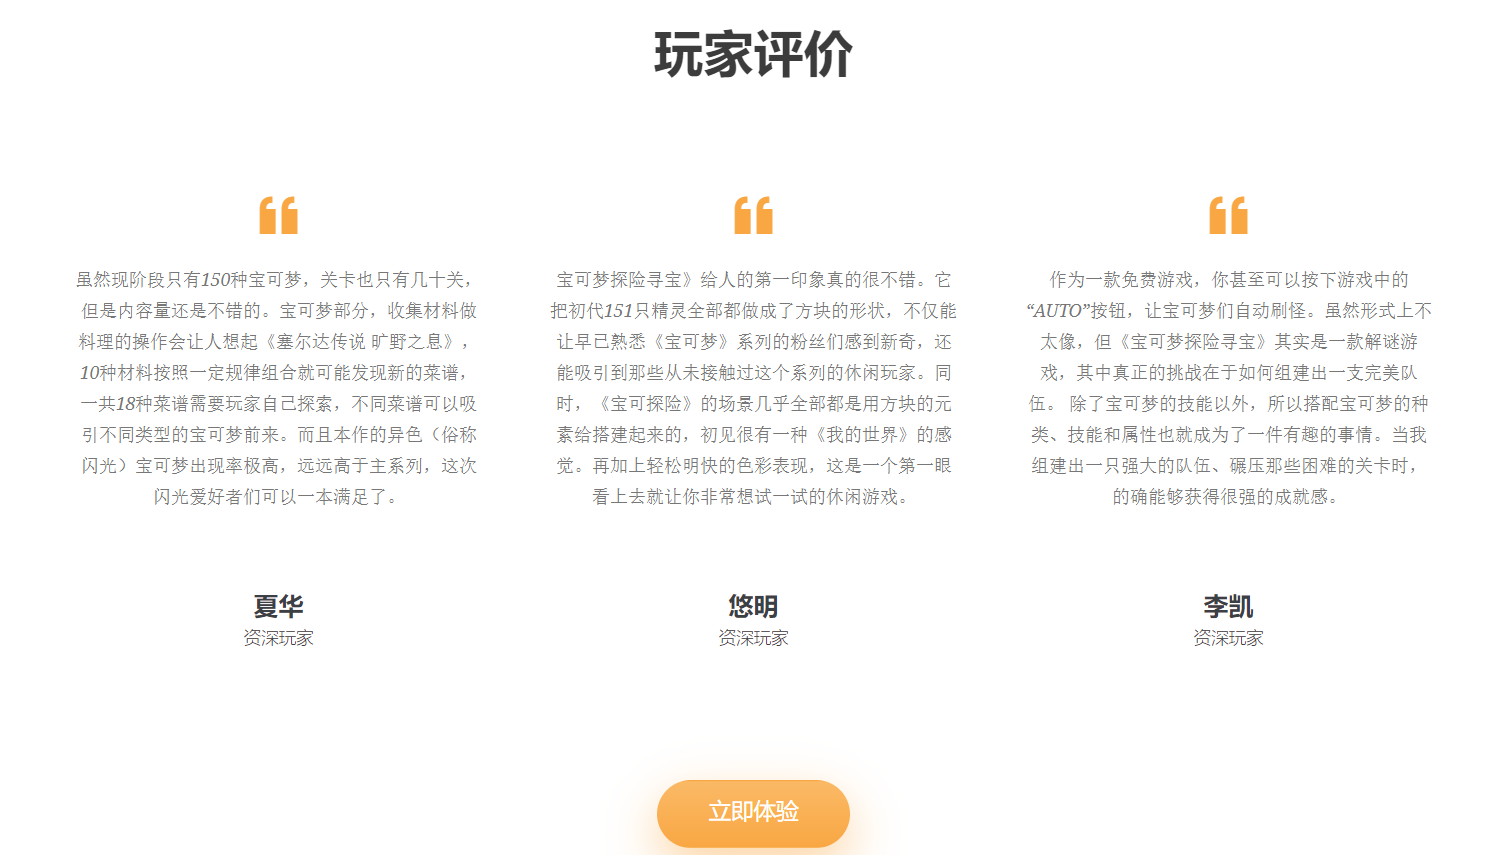 玩家评价
虽然现阶段只有150种宝可梦，关卡也只有几十关，
但是内容量还是不错的。宝可梦部分，收集材料做
料理的操作会让人想起《塞尔达传说 旷野之息》，
10种材料按照一定规律组合就可能发现新的菜谱，
一共18种菜谱需要玩家自己探索，不同菜谱可以吸
引不同类型的宝可梦前来。而且本作的异色（俗称
闪光）宝可梦出现率极高，远远高于主系列，这次
闪光爱好者们可以一本满足了。
夏华
资深玩家
宝可梦探险寻宝》给人的第一印象真的很不错。它
把初代151只精灵全部都做成了方块的形状，不仅能
让早已熟悉《宝可梦》系列的粉丝们感到新奇，还
能吸引到那些从未接触过这个系列的休闲玩家。同
时，《宝可探险》的场景几乎全部都是用方块的元
素给搭建起来的，初见很有一种《我的世界》的感
觉。再加上轻松明快的色彩表现，这是一个第一眼
看上去就让你非常想试一试的休闲游戏。
悠明
资深玩家
作为一款免费游戏，你甚至可以按下游戏中的
“AUTO”按钮，让宝可梦们自动刷怪。虽然形式上不
太像，但《宝可梦探险寻宝》其实是一款解谜游
戏，其中真正的挑战在于如何组建出一支完美队
伍。 除了宝可梦的技能以外，所以搭配宝可梦的种
类、技能和属性也就成为了一件有趣的事情。当我
组建出一只强大的队伍、碾压那些困难的关卡时，
的确能够获得很强的成就感。
李凯
资深玩家
立即体验